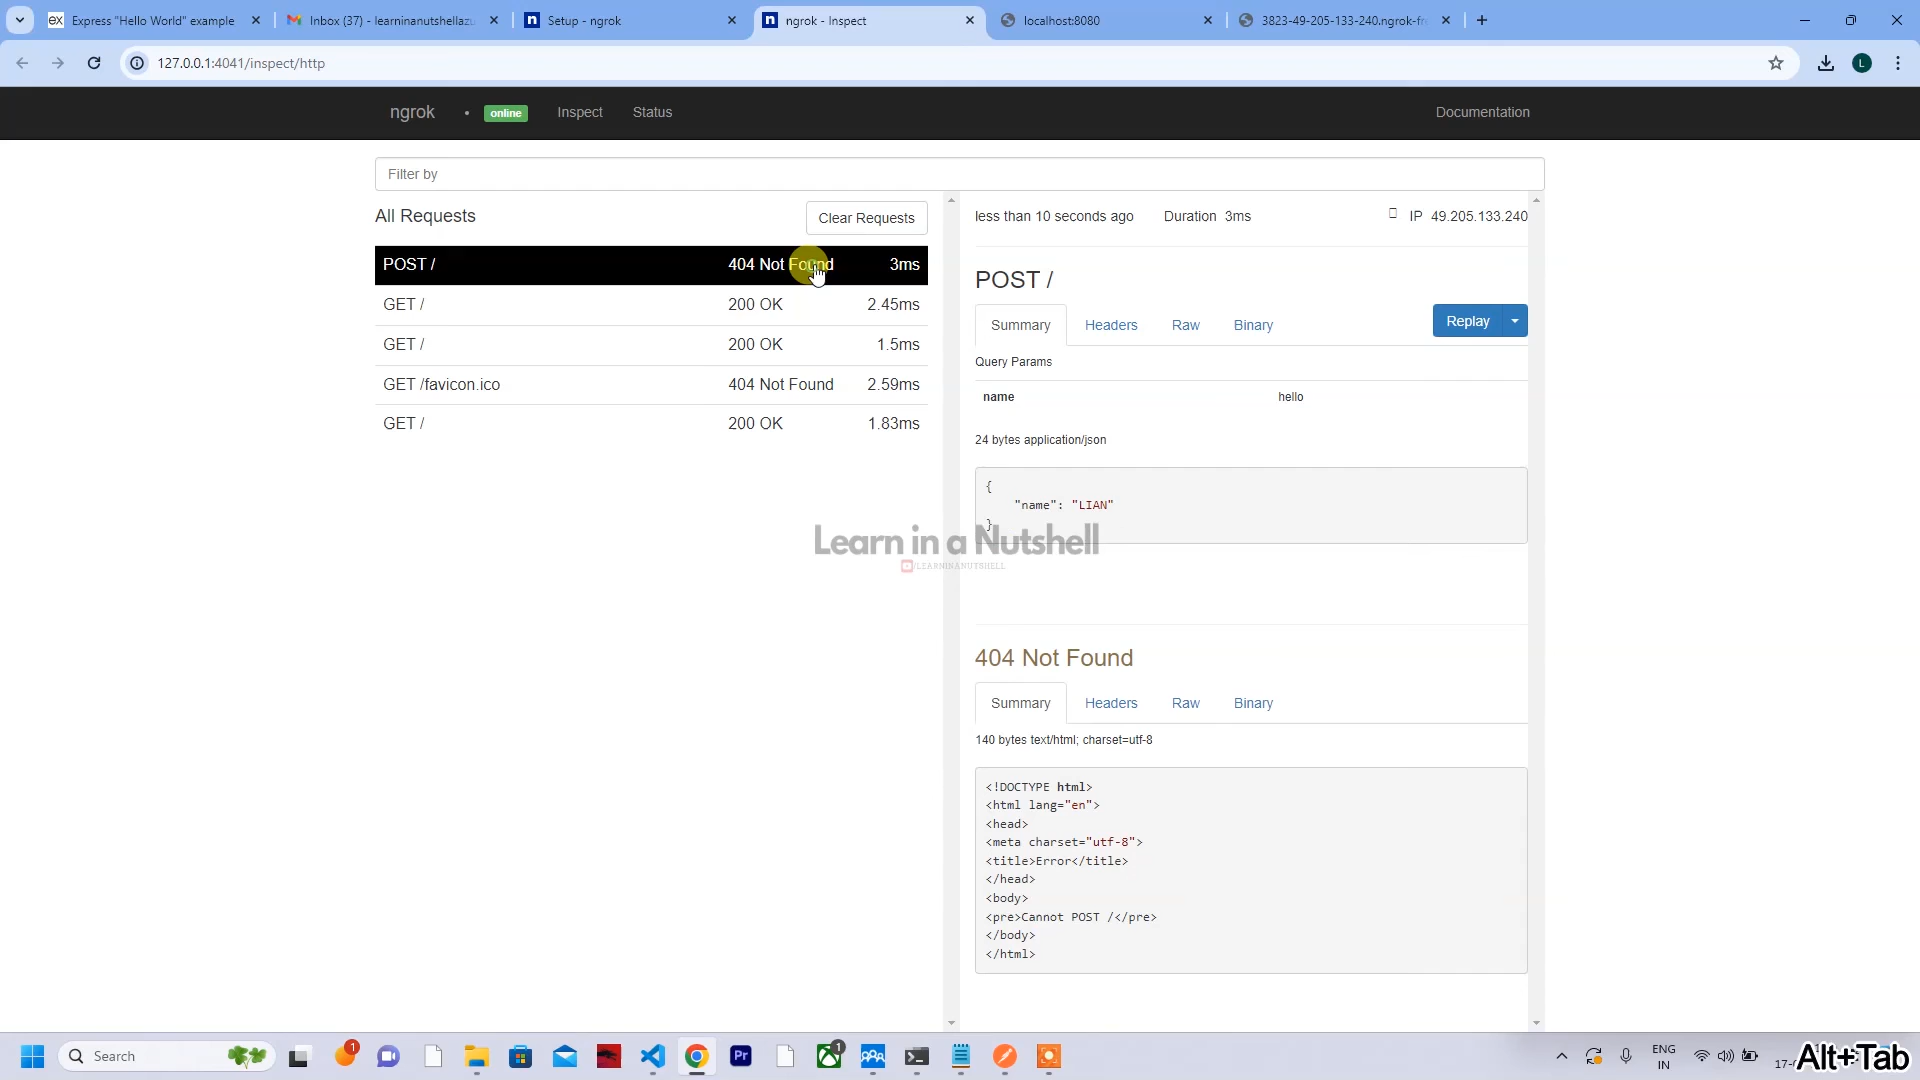 Express "Hello World" example
Inbox (37) - learninanutshellazu
Setup - ngrok
ngrok - Inspect
localhost:8080
3823-49-205-133-240.ngrok-fr
127.0.0.1:4041/inspect/http
L
ngrok
online
Inspect
Status
Documentation
Filter by
All Requests
Clear Requests
POST / 404 Not Found 3ms
GET / 200 OK 2.45ms
GET / 200 OK 1.5ms
GET /favicon.ico 404 Not Found 2.59ms
GET / 200 OK 1.83ms
less than 10 seconds ago Duration 3ms IP 49.205.133.240
POST /
Summary Headers Raw Binary
Replay
Query Params
name hello
24 bytes application/json
{
"name": "LIAN"
}
Learn in a Nutshell
/LEARNINANUTSHELL
404 Not Found
Summary Headers Raw Binary
140 bytes text/html; charset=utf-8
<!DOCTYPE html>
<html lang="en">
<head>
<meta charset="utf-8">
<title>Error</title>
</head>
<body>
<pre>Cannot POST /</pre>
</body>
</html>
Search
1
Pr
1
ENG
IN
17-
Alt+Tab